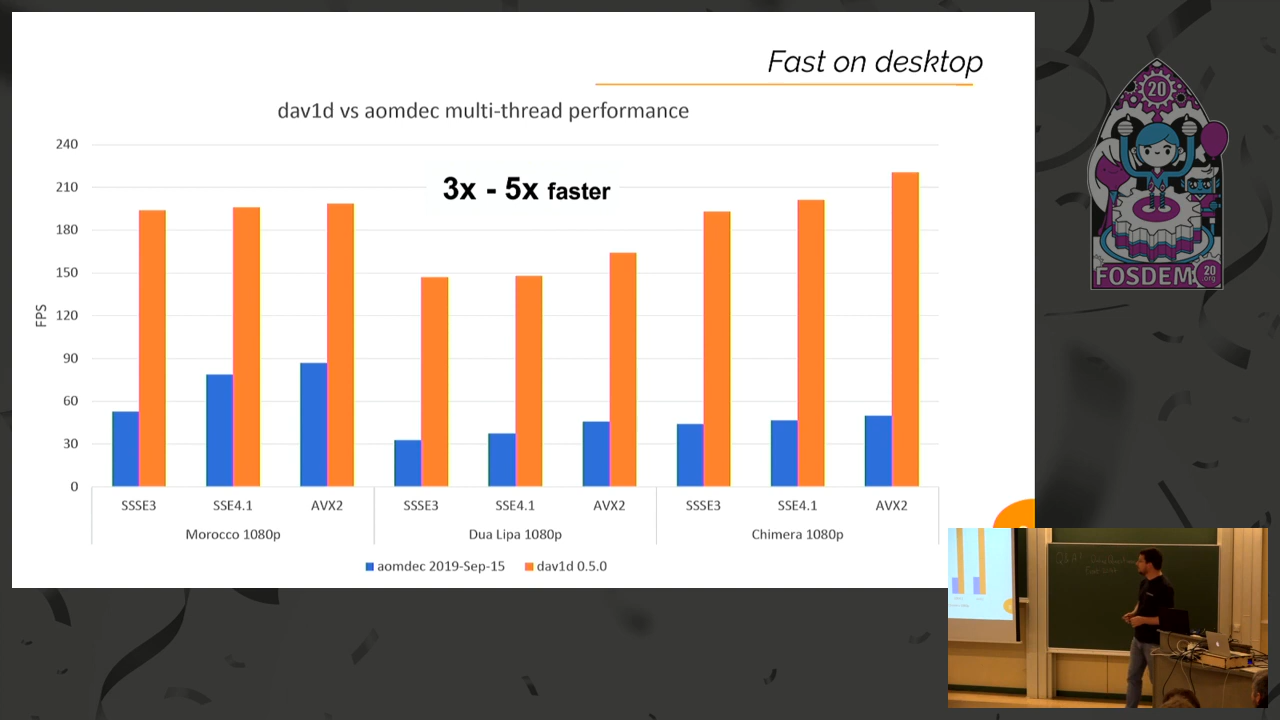 Fast on desktop
dav1d vs aomdec multi-thread performance
3x - 5x faster
FPS
240
210
180
150
120
90
60
30
0
SSSE3 SSE4.1 AVX2 SSSE3 SSE4.1 AVX2 SSSE3 SSE4.1 AVX2
Morocco 1080p Dua Lipa 1080p Chimera 1080p
aomdec 2019-Sep-15 dav1d 0.5.0
20
FOSDEM 20
.org
Q&A!